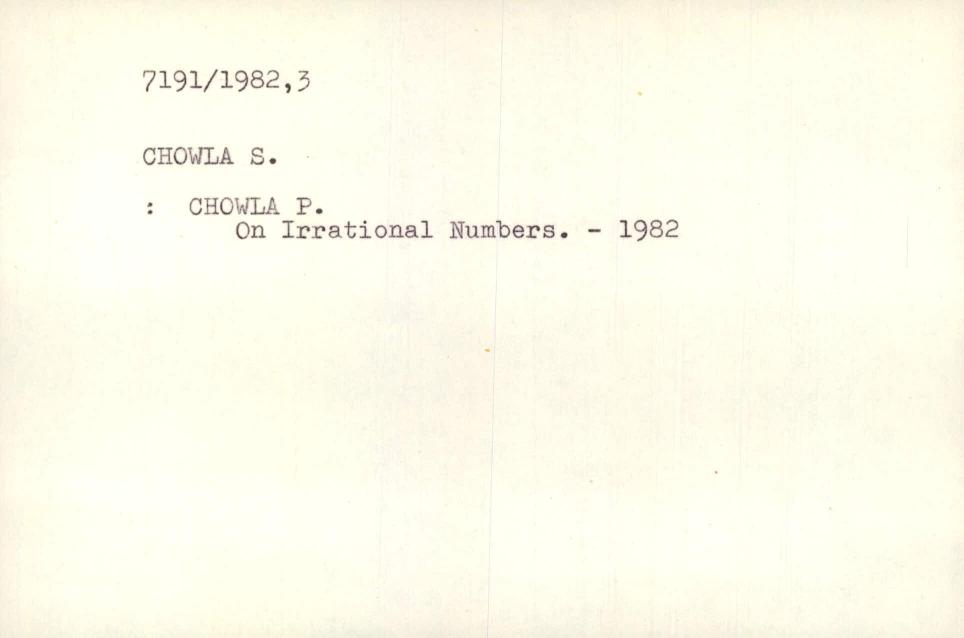 7191/1982,3
CHOWLA S.
: CHOWLA P.
On Irrational Numbers. - 1982